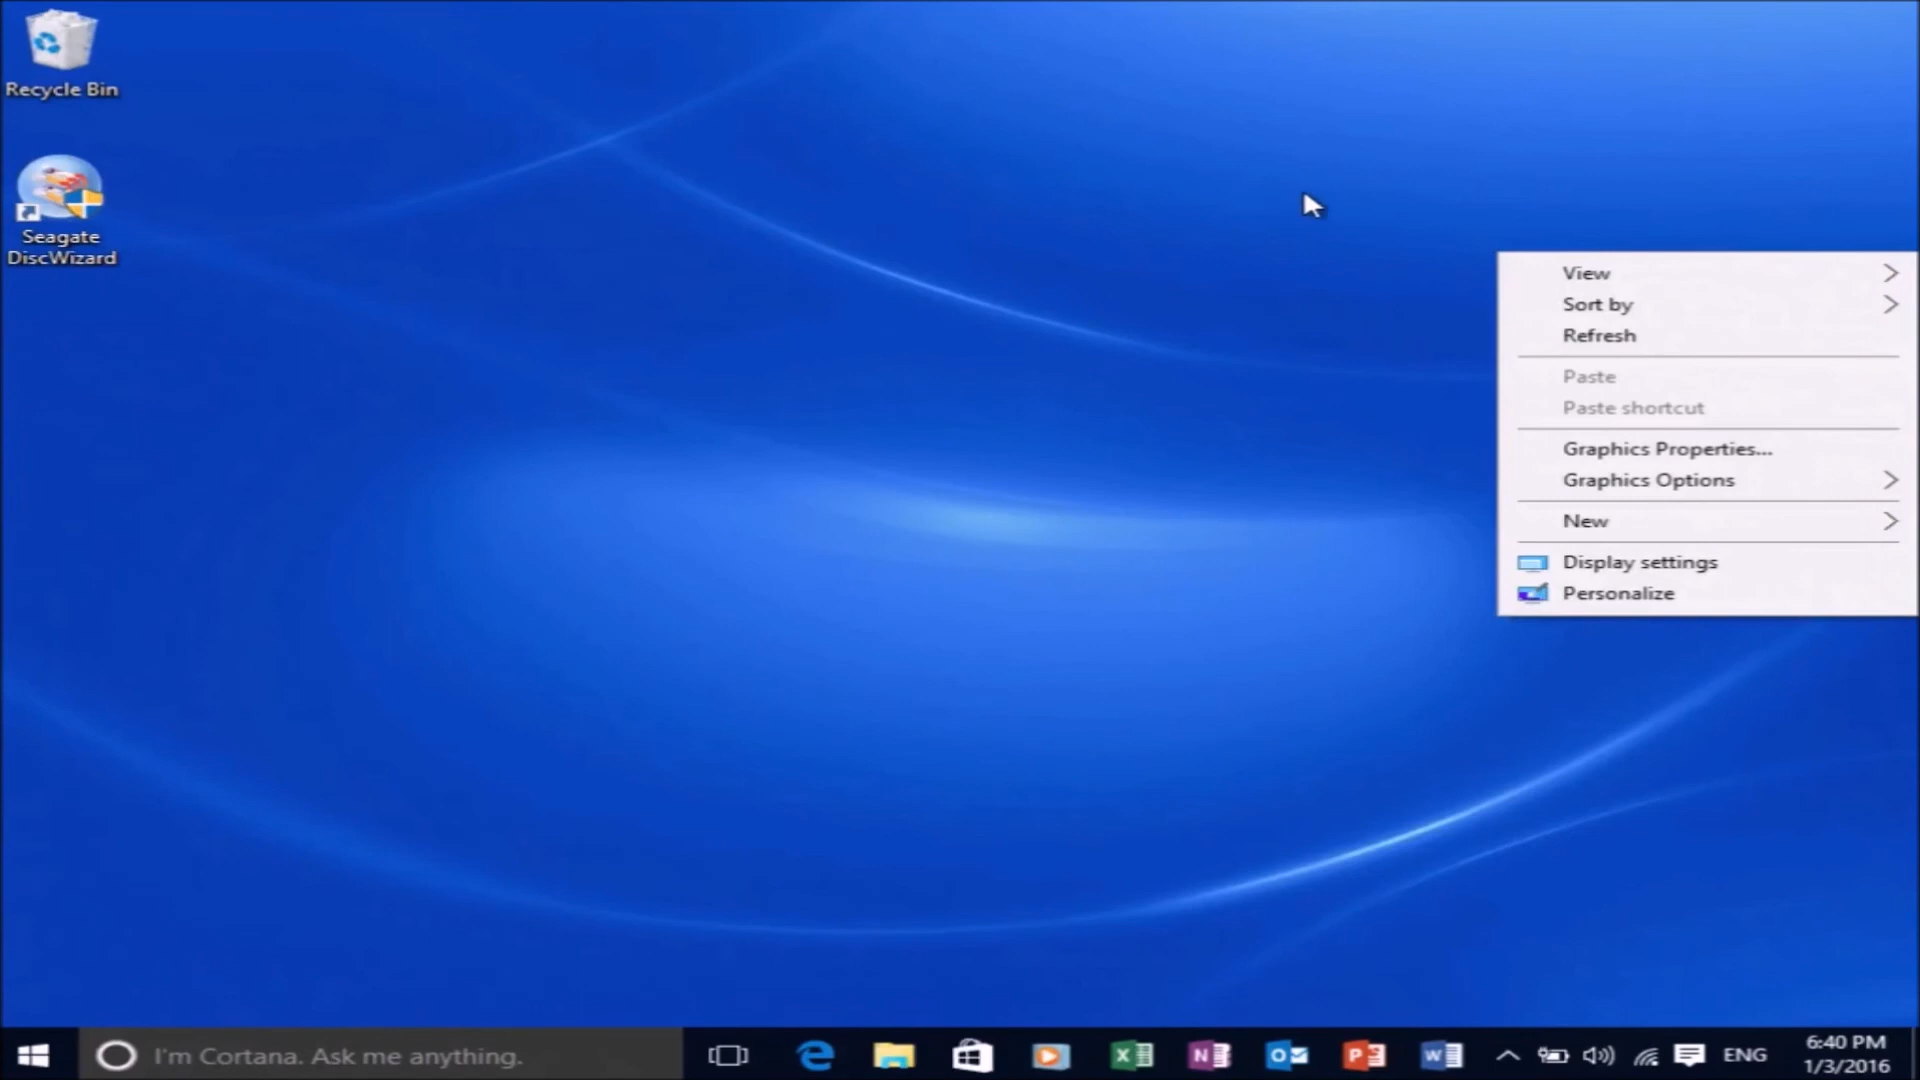 Recycle Bin
Seagate
DiscWizard
View
Sort by
Refresh
Paste
Paste shortcut
Graphics Properties...
Graphics Options
New
Display settings
Personalize
I'm Cortana. Ask me anything.
ENG
6:40 PM
1/3/2016